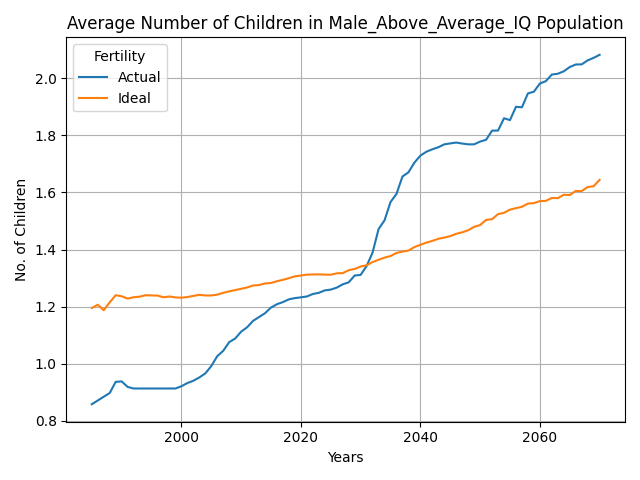 Average Number of Children in Male_Above_Average_IQ Population
Fertility
Actual
Ideal
No. of Children
2.0
1.8
1.6
1.4
1.2
1.0
0.8
2000
2020
2040
2060
Years